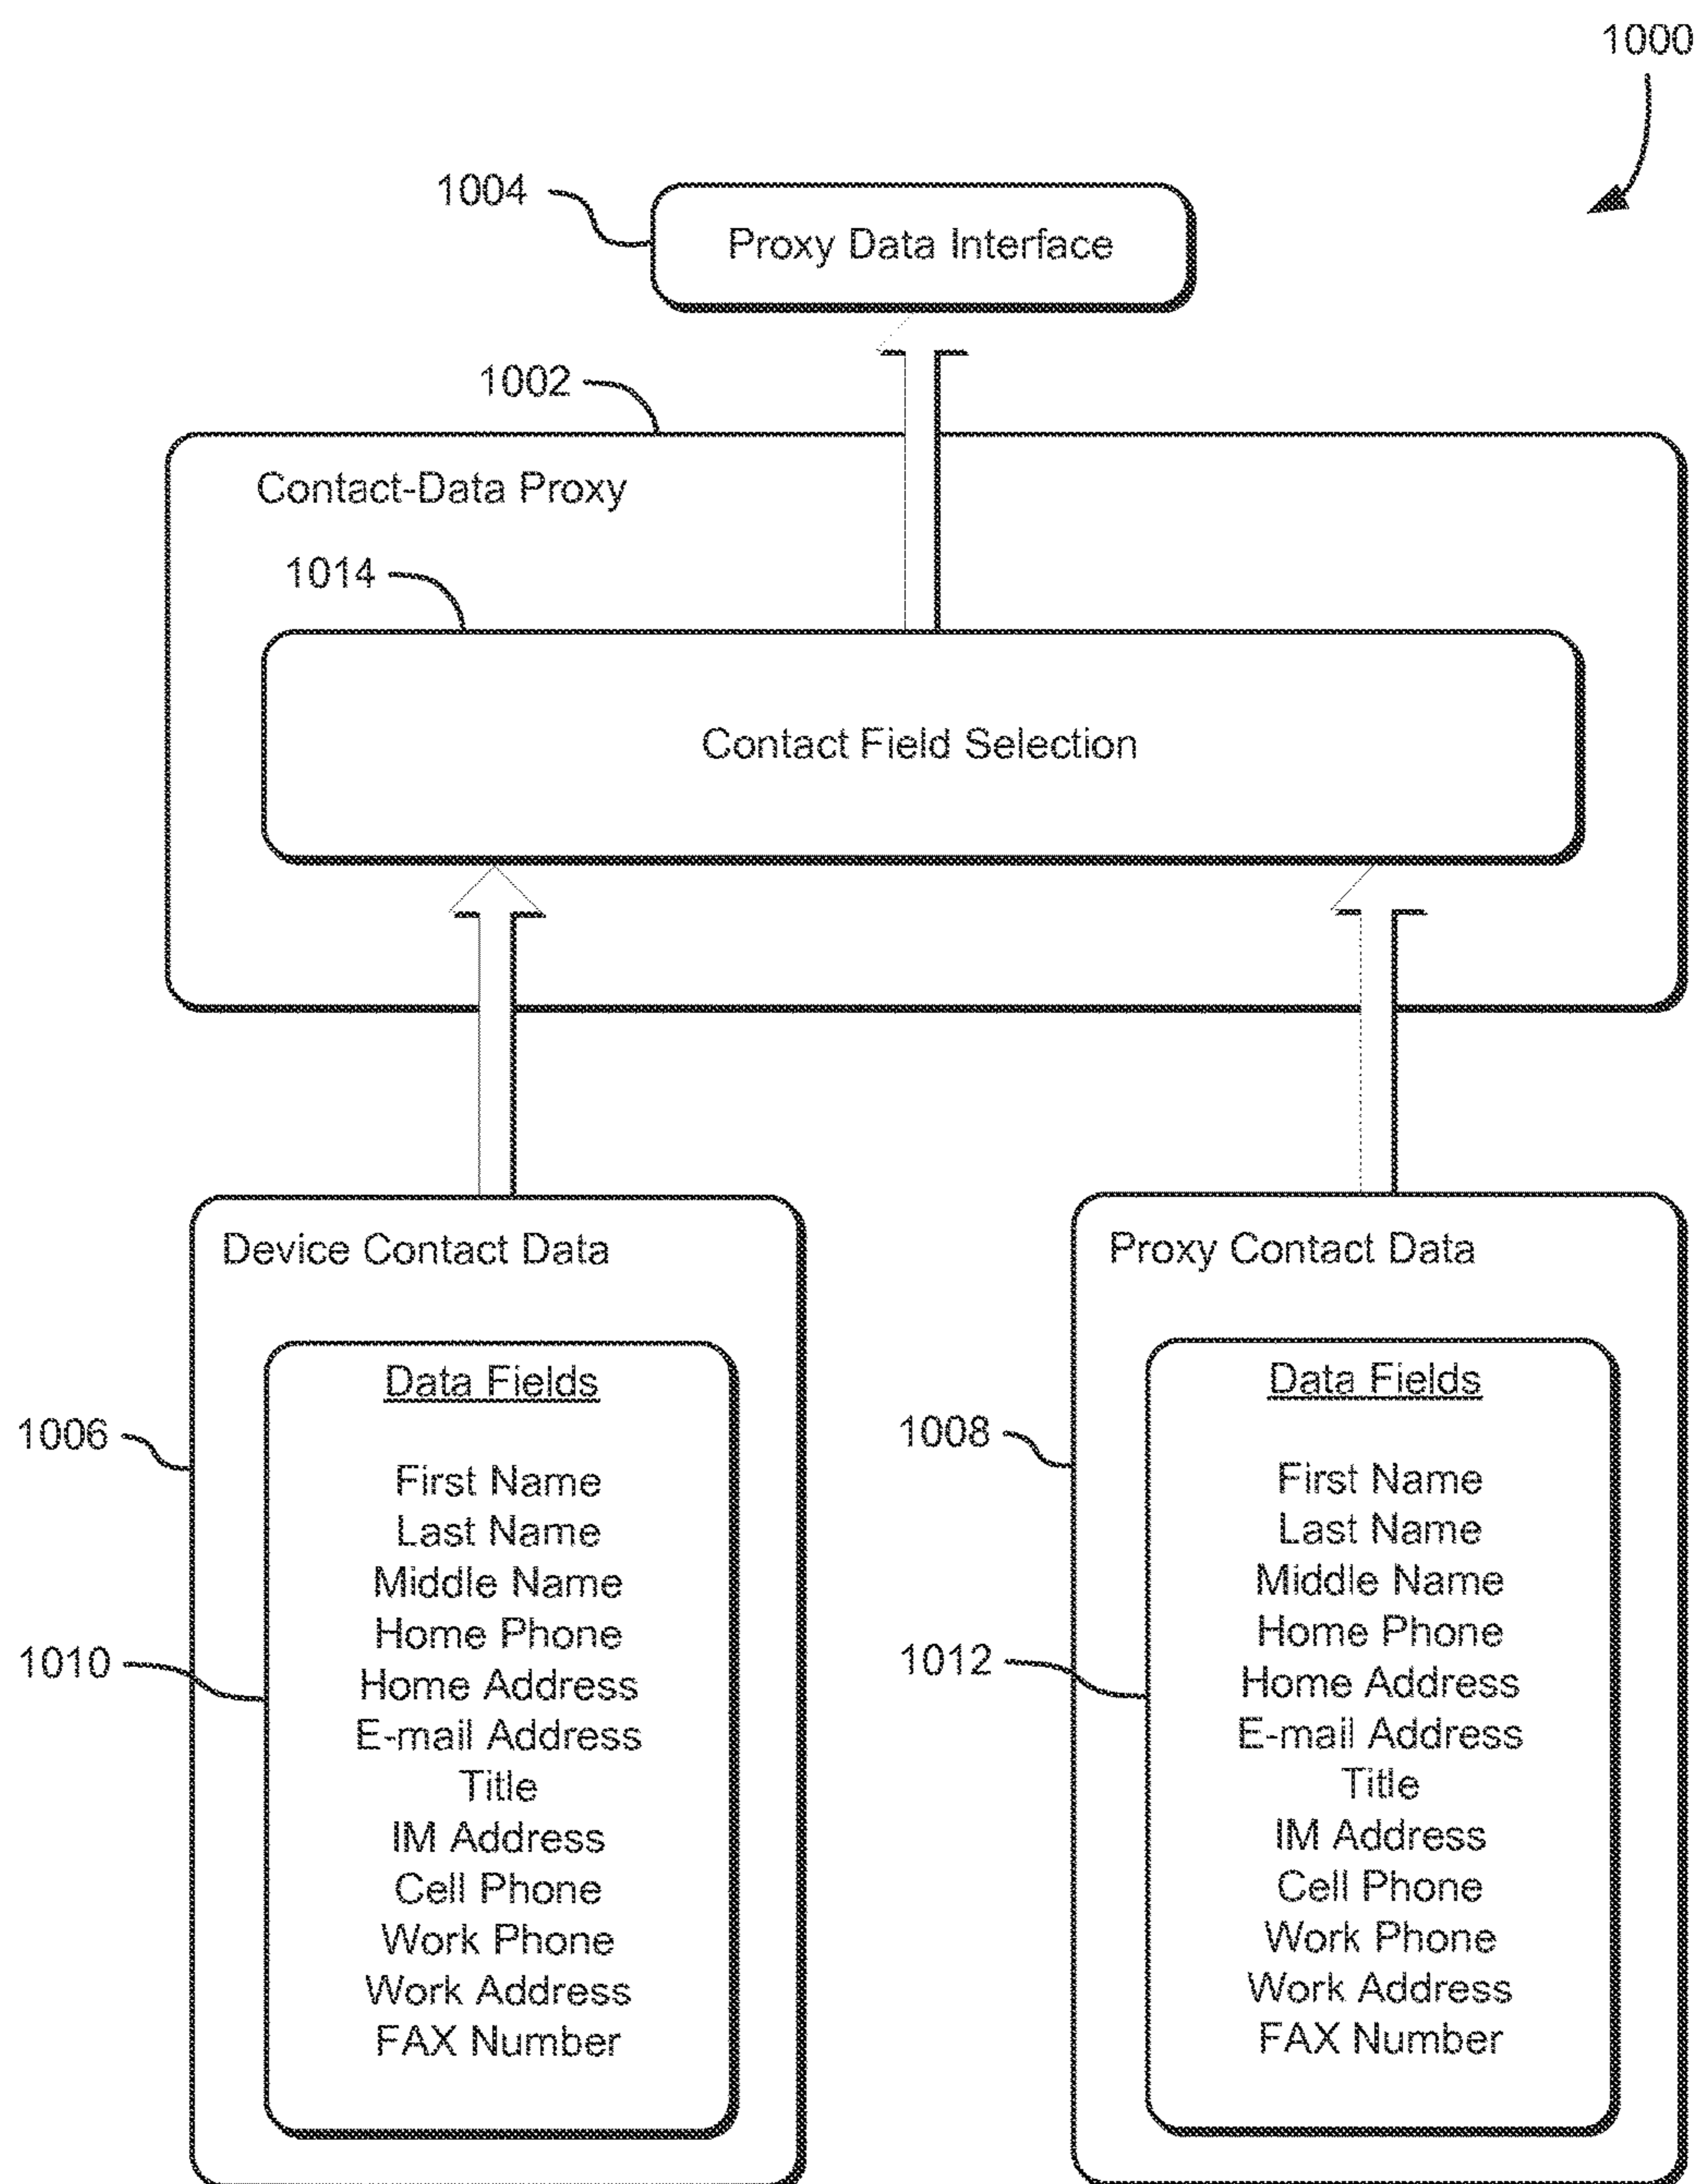 1000
1004
Proxy Data Interface
1002
Contact-Data Proxy
1014
Contact Field Selection
Device Contact Data
Data Fields
1006
First Name
Last Name
Middle Name
Home Phone
1010
Home Address
E-mail Address
Title
IM Address
Cell Phone
Work Phone
Work Address
FAX Number
Proxy Contact Data
Data Fields
1008
First Name
Last Name
Middle Name
Home Phone
1012
Home Address
E-mail Address
Title
IM Address
Cell Phone
Work Phone
Work Address
FAX Number